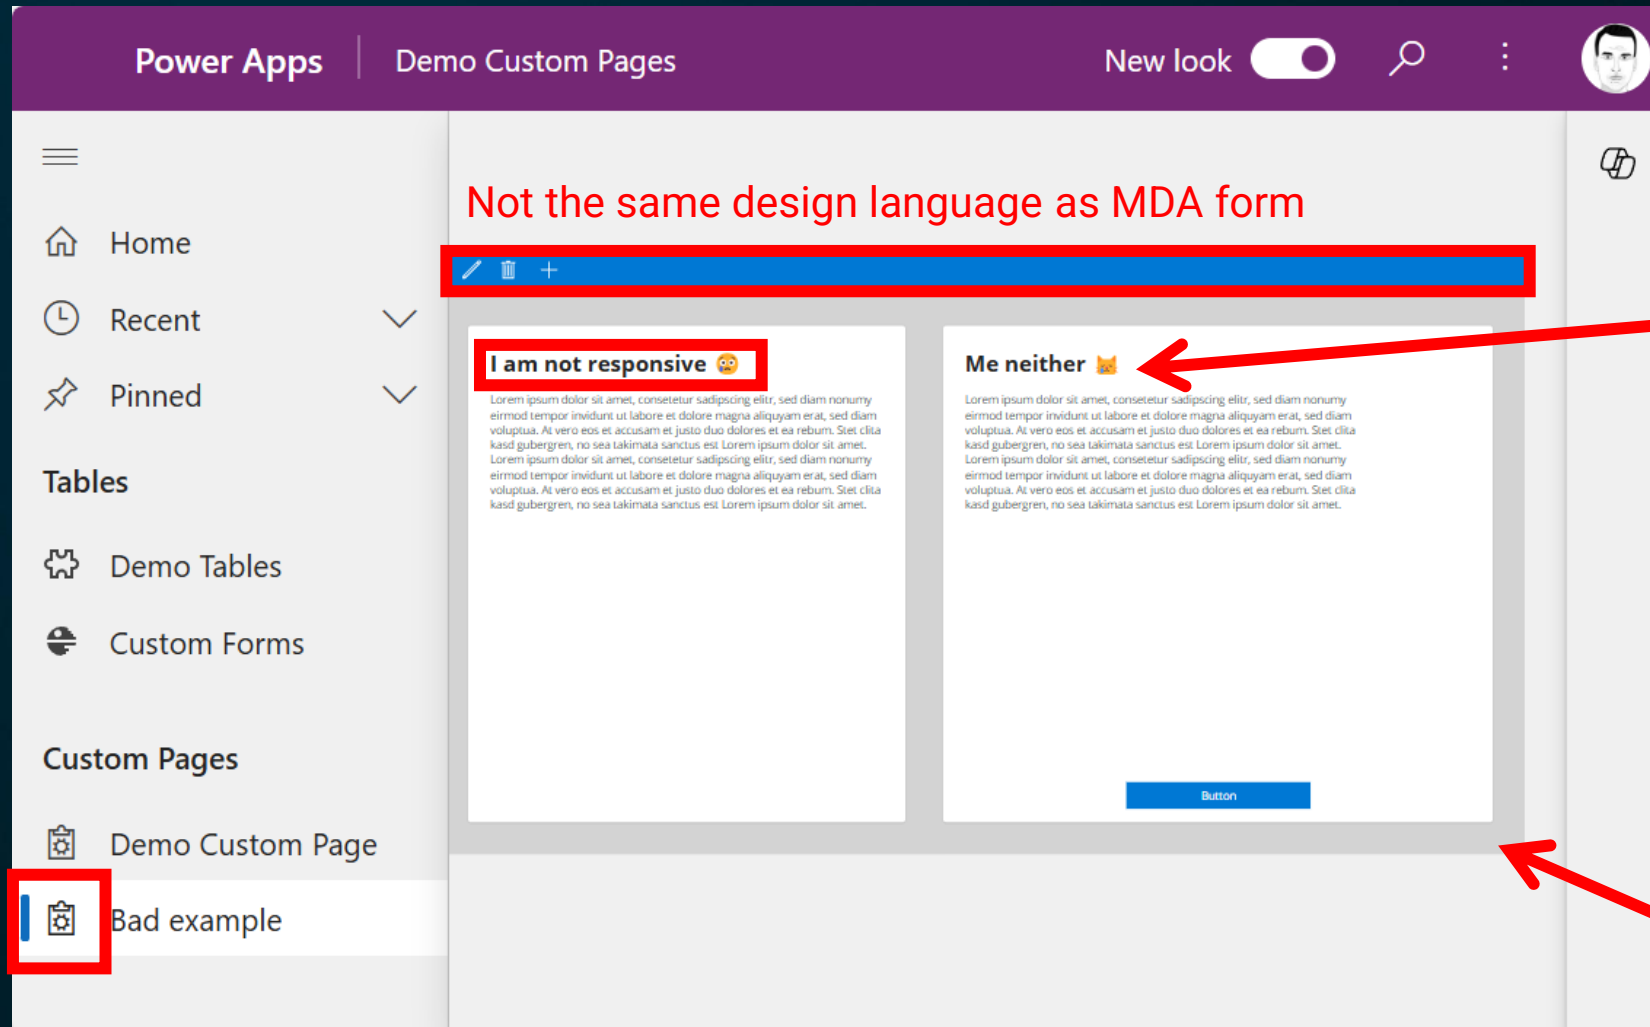 Power Apps
Demo Custom Pages
New look
Home
Recent
Pinned
Tables
Demo Tables
Custom Forms
Custom Pages
Demo Custom Page
Bad example
Not the same design language as MDA form
I am not responsive 😨
Lorem ipsum dolor sit amet, consetetur sadipscing elitr, sed diam nonumy
eirmod tempor invidunt ut labore et dolore magna aliquyam erat, sed diam
voluptua. At vero eos et accusam et justo duo dolores et ea rebum. Stet clita
kasd gubergren, no sea takimata sanctus est Lorem ipsum dolor sit amet.
Lorem ipsum dolor sit amet, consetetur sadipscing elitr, sed diam nonumy
eirmod tempor invidunt ut labore et dolore magna aliquyam erat, sed diam
voluptua. At vero eos et accusam et justo duo dolores et ea rebum. Stet clita
kasd gubergren, no sea takimata sanctus est Lorem ipsum dolor sit amet.
Me neither 😿
Lorem ipsum dolor sit amet, consetetur sadipscing elitr, sed diam nonumy
eirmod tempor invidunt ut labore et dolore magna aliquyam erat, sed diam
voluptua. At vero eos et accusam et justo duo dolores et ea rebum. Stet clita
kasd gubergren, no sea takimata sanctus est Lorem ipsum dolor sit amet.
Lorem ipsum dolor sit amet, consetetur sadipscing elitr, sed diam nonumy
eirmod tempor invidunt ut labore et dolore magna aliquyam erat, sed diam
voluptua. At vero eos et accusam et justo duo dolores et ea rebum. Stet clita
kasd gubergren, no sea takimata sanctus est Lorem ipsum dolor sit amet.
Button